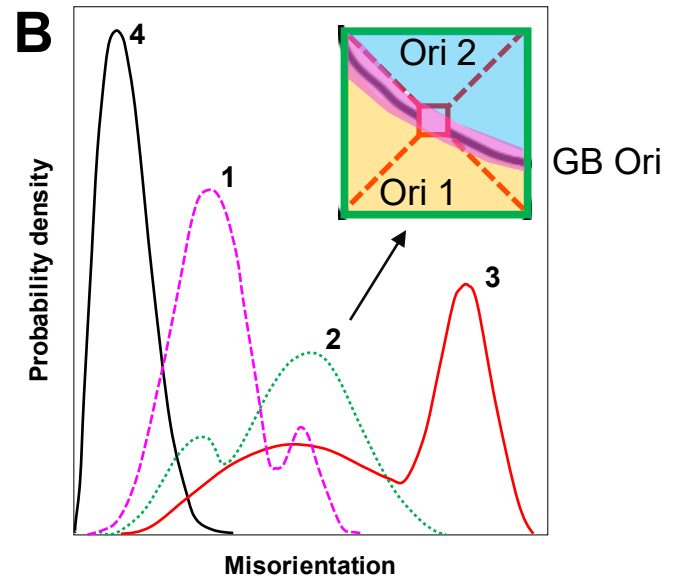 B
4
Ori 2
GB Ori
1
Ori 1
3
2
Probability density
Misorientation